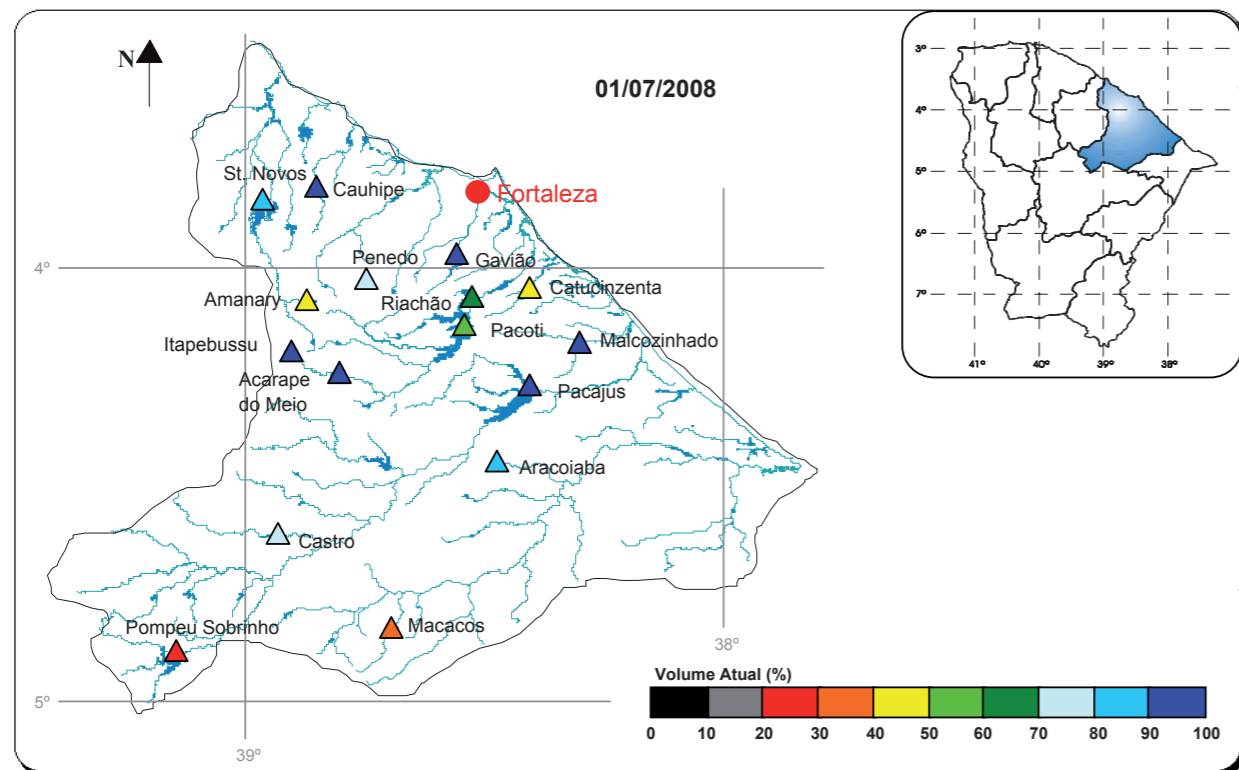 N
01/07/2008
St. Novos
Cauhipe
Fortaleza
Penedo
Gavião
4º
Amanary
Riachão
Catucinzenta
Pacoti
Malcozinhado
Itapebussu
Acarape
do Meio
Pacajus
Aracoiaba
Castro
Pompeu Sobrinho
Macacos
38º
5º
39º
Volume Atual (%)
0 10 20 30 40 50 60 70 80 90 100
3º
4º
5º
6º
7º
41º 40º 39º 38º